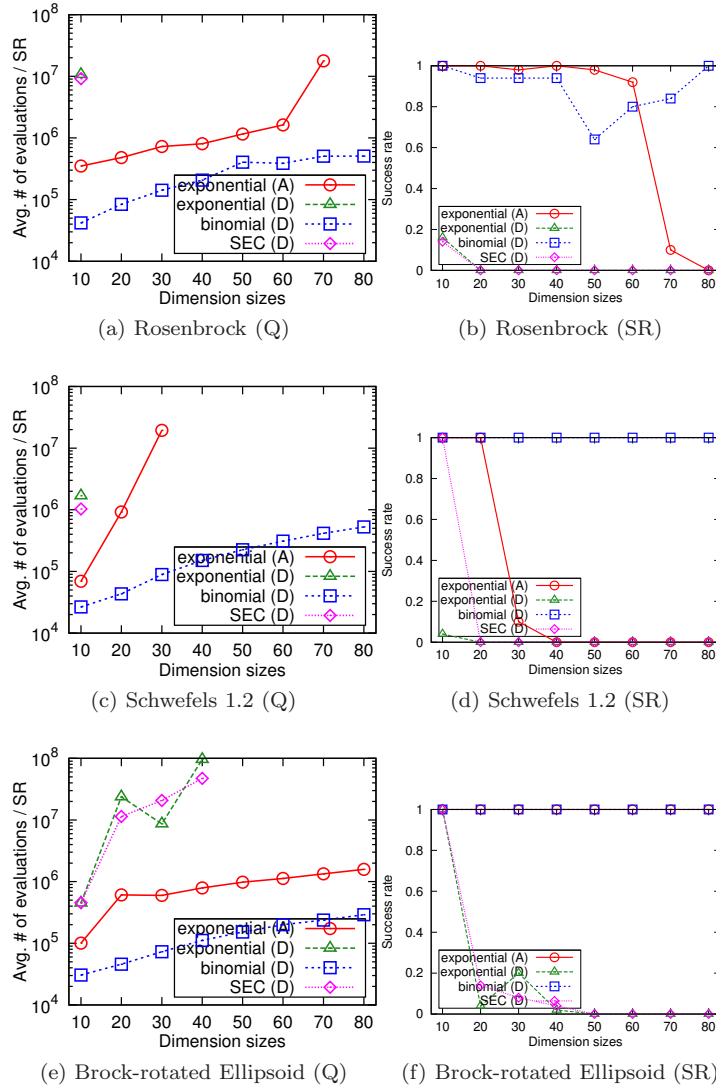 Avg. # of evaluations / SR
10^8
10^7
10^6
10^5
10^4
exponential (A)
exponential (D)
binomial (D)
SEC (D)
10 20 30 40 50 60 70 80
Dimension sizes
(a) Rosenbrock (Q)
Success rate
1
0.8
0.6
0.4
0.2
0
exponential (A)
exponential (D)
binomial (D)
SEC (D)
10 20 30 40 50 60 70 80
Dimension sizes
(b) Rosenbrock (SR)
Avg. # of evaluations / SR
10^8
10^7
10^6
10^5
10^4
exponential (A)
exponential (D)
binomial (D)
SEC (D)
10 20 30 40 50 60 70 80
Dimension sizes
(c) Schwefels 1.2 (Q)
Success rate
1
0.8
0.6
0.4
0.2
0
exponential (A)
exponential (D)
binomial (D)
SEC (D)
10 20 30 40 50 60 70 80
Dimension sizes
(d) Schwefels 1.2 (SR)
Avg. # of evaluations / SR
10^8
10^7
10^6
10^5
10^4
exponential (A)
exponential (D)
binomial (D)
SEC (D)
10 20 30 40 50 60 70 80
Dimension sizes
(e) Brock-rotated Ellipsoid (Q)
Success rate
1
0.8
0.6
0.4
0.2
0
exponential (A)
exponential (D)
binomial (D)
SEC (D)
10 20 30 40 50 60 70 80
Dimension sizes
(f) Brock-rotated Ellipsoid (SR)